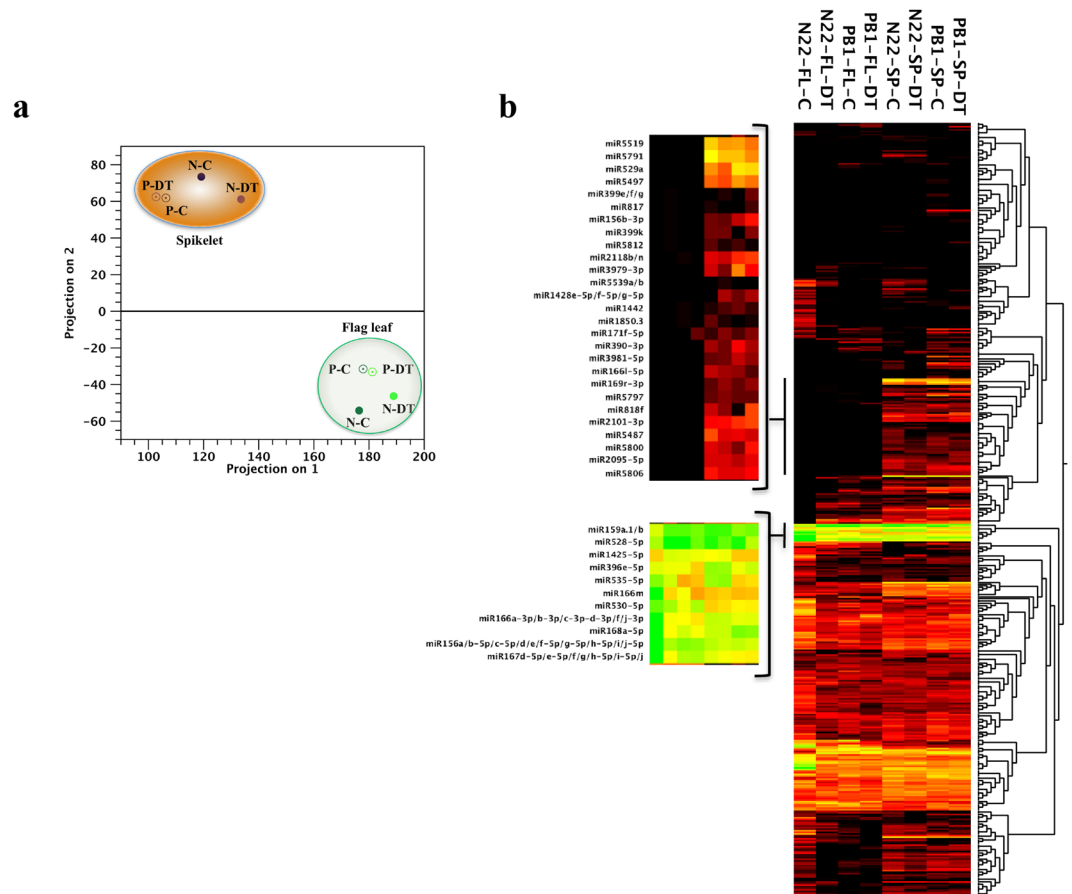 a
80
60
40
20
0
-20
-40
-60
Projection on 2
100
120
140
160
180
200
Projection on 1
N-C
P-DT
N-DT
P-C
Spikelet
Flag leaf
P-C
P-DT
N-DT
N-C
b
N22-FL-C
N22-FL-DT
PB1-FL-C
PB1-FL-DT
N22-SP-C
N22-SP-DT
PB1-SP-C
PB1-SP-DT
miR5519
miR5791
miR529a
miR5497
miR399e/f/g
miR817
miR156b-3p
miR399k
miR5812
miR2118b/n
miR3979-3p
miR5539a/b
miR1428e-5p/f-5p/g-5p
miR1442
miR1850.3
miR171f-5p
miR390-3p
miR3981-5p
miR166l-5p
miR169r-3p
miR5797
miR818f
miR2101-3p
miR5487
miR5800
miR2095-5p
miR5806
miR159a.1/b
miR528-5p
miR1425-5p
miR396e-5p
miR535-5p
miR166m
miR530-5p
miR166a-3p/b-3p/c-3p-d-3p/f/j-3p
miR168a-5p
miR156a/b-5p/c-5p/d/e/f-5p/g-5p/h-5p/i/j-5p
miR167d-5p/e-5p/f/g/h-5p/i-5p/j